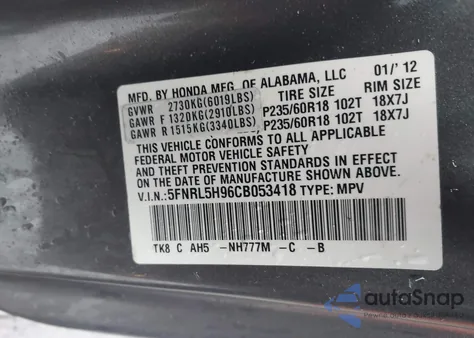 MFD. BY HONDA MFG. OF ALABAMA, LLC 01/'12
GVWR 2730KG(6019LBS) TIRE SIZE RIM SIZE
GAWR F 1320KG(2910LBS) P235/60R18 102T 18X7J
GAWR R 1515KG(3340LBS) P235/60R18 102T 18X7J
THIS VEHICLE CONFORMS TO ALL APPLICABLE
FEDERAL MOTOR VEHICLE SAFETY
AND THEFT PREVENTION STANDARDS IN EFFECT
ON THE DATE OF MANUFACTURE SHOWN ABOVE.
V.I.N.: 5FNRL5H96CB053418 TYPE: MPV
TK8 C AH5 -NH777M -C -B
autoSnap